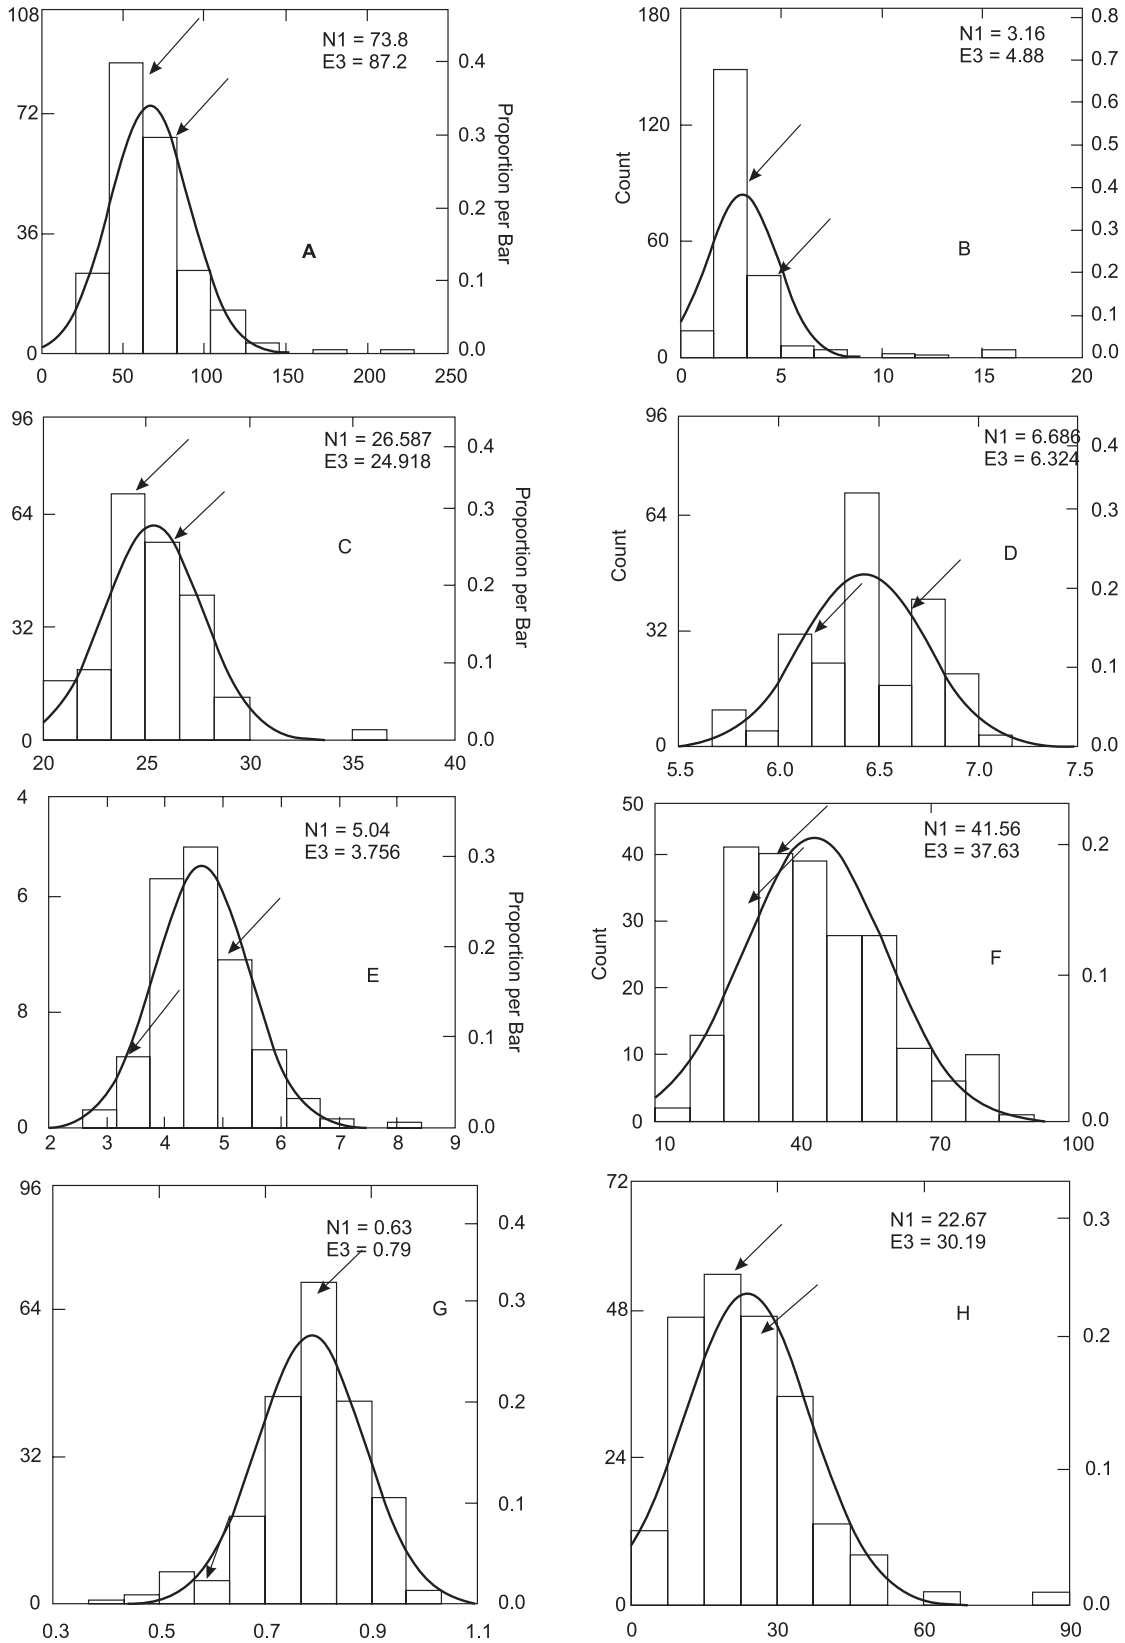 108
72
36
0
0 50 100 150 200 250
0.4
0.3
0.2
0.1
0.0
Proportion per Bar
N1 = 73.8
E3 = 87.2
A
180
120
60
0
Count
0 5 10 15 20
0.8
0.7
0.6
0.5
0.4
0.3
0.2
0.1
0.0
N1 = 3.16
E3 = 4.88
B
96
64
32
0
20 25 30 35 40
0.4
0.3
0.2
0.1
0.0
Proportion per Bar
N1 = 26.587
E3 = 24.918
C
96
64
32
0
Count
5.5 6.0 6.5 7.0 7.5
0.4
0.3
0.2
0.1
0.0
N1 = 6.686
E3 = 6.324
D
4
6
8
0
2 3 4 5 6 7 8 9
0.3
0.2
0.1
0.0
Proportion per Bar
N1 = 5.04
E3 = 3.756
E
50
40
30
20
10
0
Count
10 40 70 100
0.2
0.1
0.0
N1 = 41.56
E3 = 37.63
F
96
64
32
0
0.3 0.5 0.7 0.9 1.1
0.4
0.3
0.2
0.1
0.0
N1 = 0.63
E3 = 0.79
G
72
48
24
0
0 30 60 90
0.3
0.2
0.1
0.0
N1 = 22.67
E3 = 30.19
H